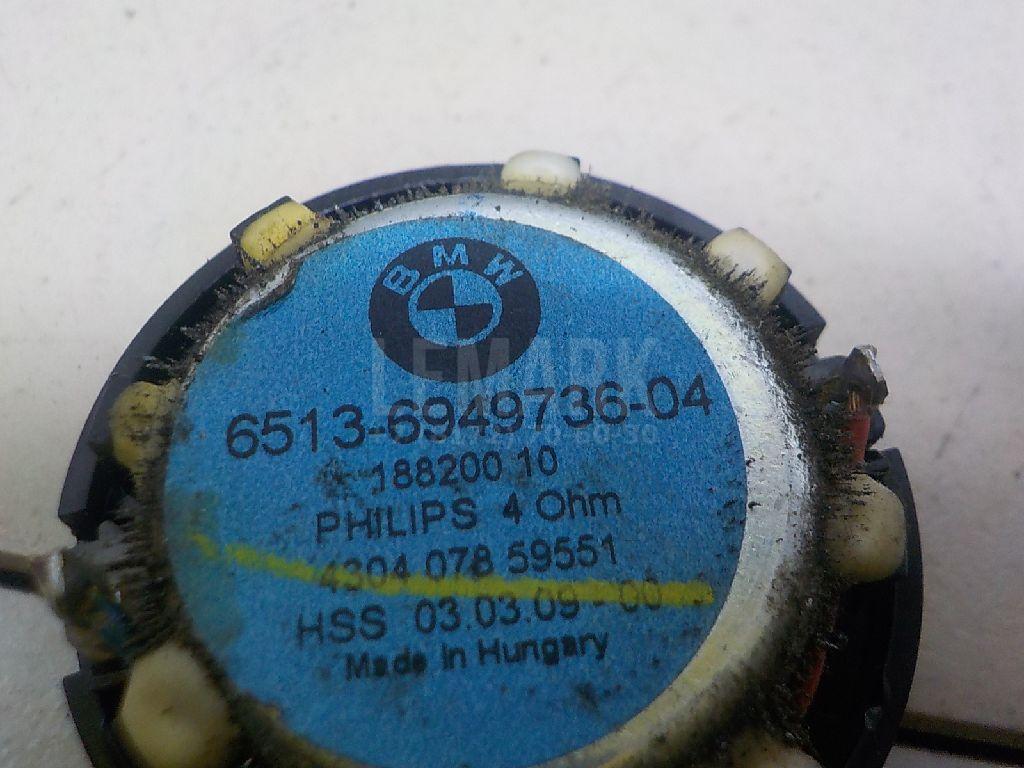 BMW
LEMARK
6513-6949736-04
188200 10
PHILIPS 4 Ohm
4304 078 59551
HSS 03.03.09 - 00
Made In Hungary